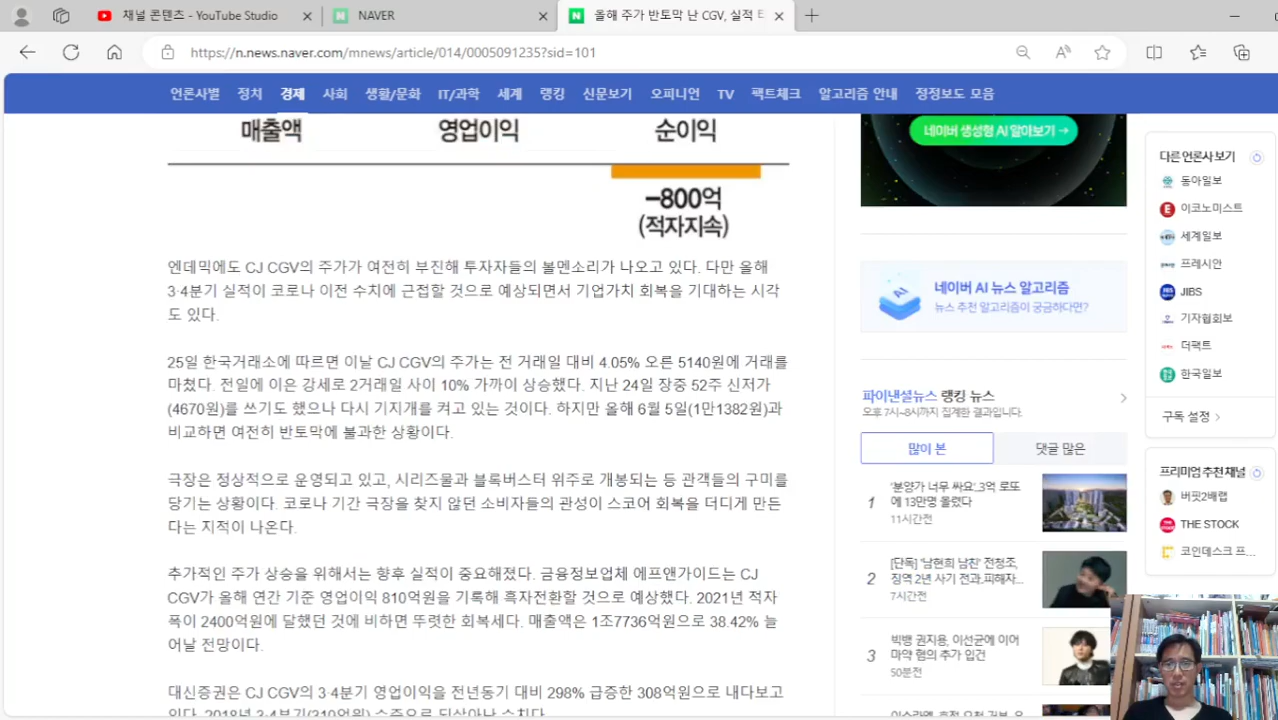 채널 콘텐츠 - YouTube Studio
NAVER
올해 주가 반토막 난 CGV, 실적 E
https://n.news.naver.com/mnews/article/014/0005091235?sid=101
언론사별 정치 경제 사회 생활/문화 IT/과학 세계 랭킹 신문보기 오피니언 TV 팩트체크 알고리즘 안내 정정보도 모음
매출액 영업이익 순이익
-800억
(적자지속)
엔데믹에도 CJ CGV의 주가가 여전히 부진해 투자자들의 볼멘소리가 나오고 있다. 다만 올해
3·4분기 실적이 코로나 이전 수치에 근접할 것으로 예상되면서 기업가치 회복을 기대하는 시각
도 있다.
25일 한국거래소에 따르면 이날 CJ CGV의 주가는 전 거래일 대비 4.05% 오른 5140원에 거래를
마쳤다. 전일에 이은 강세로 2거래일 사이 10% 가까이 상승했다. 지난 24일 장중 52주 신저가
(4670원)를 쓰기도 했으나 다시 기지개를 켜고 있는 것이다. 하지만 올해 6월 5일(1만1382원)과
비교하면 여전히 반토막에 불과한 상황이다.
극장은 정상적으로 운영되고 있고, 시리즈물과 블록버스터 위주로 개봉되는 등 관객들의 구미를
당기는 상황이다. 코로나 기간 극장을 찾지 않던 소비자들의 관성이 스코어 회복을 더디게 만든
다는 지적이 나온다.
추가적인 주가 상승을 위해서는 향후 실적이 중요해졌다. 금융정보업체 에프앤가이드는 CJ
CGV가 올해 연간 기준 영업이익 810억원을 기록해 흑자전환할 것으로 예상했다. 2021년 적자
폭이 2400억원에 달했던 것에 비하면 뚜렷한 회복세다. 매출액은 1조7736억원으로 38.42% 늘
어날 전망이다.
대신증권은 CJ CGV의 3·4분기 영업이익을 전년동기 대비 298% 급증한 308억원으로 내다보고
있다. 2018년 3·4분기(310억원) 수준으로 되살아난 수치다.
네이버 생성형 AI 알아보기 →
네이버 AI 뉴스 알고리즘
뉴스 추천 알고리즘이 궁금하다면?
파이낸셜뉴스 랭킹 뉴스
오후 7시~8시까지 집계한 결과입니다.
많이 본 댓글 많은
1 '분양가 너무 싸요'..3억 로또
에 13만명 몰렸다
11시간전
2 [단독] '남현희 남친' 전청조,
징역 2년 사기 전과.피해자...
7시간전
3 빅뱅 권지용, 이선균에 이어
마약 혐의 추가 입건
50분전
다른 언론사 보기
동아일보
이코노미스트
세계일보
프레시안
JIBS
기자협회보
더팩트
한국일보
구독 설정
프리미엄 추천 채널
버핏2배랩
THE STOCK
코인데스크 프...